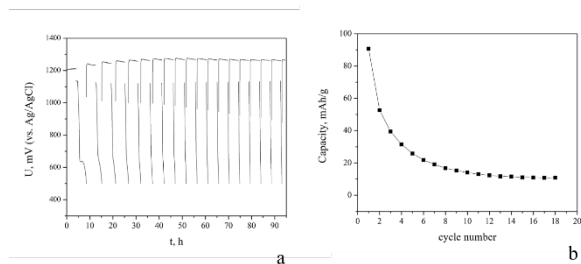 1400
1200
1000
800
600
400
0 10 20 30 40 50 60 70 80 90
U, mV (vs. Ag/AgCl)
t, h
a
100
80
60
40
20
0
0 2 4 6 8 10 12 14 16 18 20
Capacity, mAh/g
cycle number
b